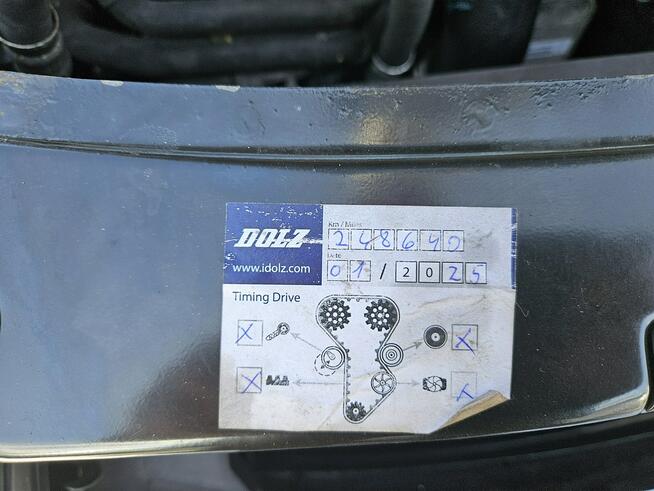 DOLZ
www.idolz.com
Km / Miles
248640
Date
01/2025
Timing Drive
X X
X X